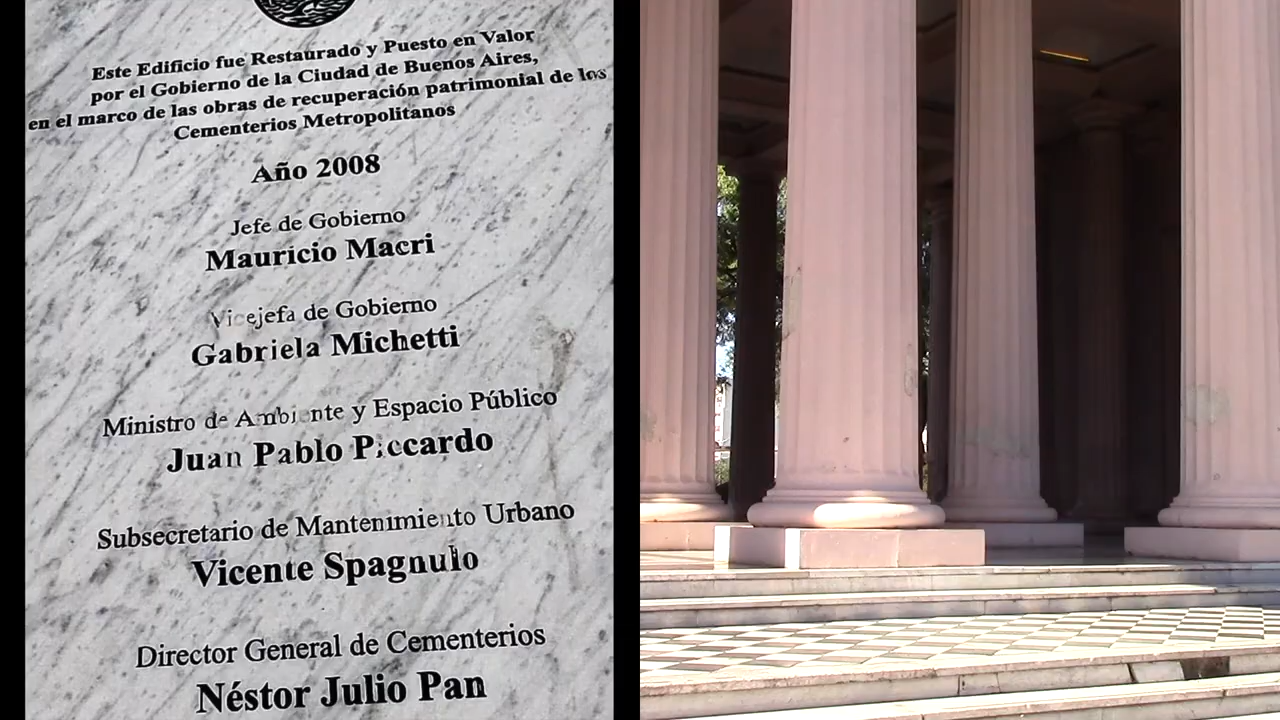 Este Edificio fue Restaurado y Puesto en Valor
por el Gobierno de la Ciudad de Buenos Aires,
en el marco de las obras de recuperación patrimonial de los
Cementerios Metropolitanos
Año 2008
Jefe de Gobierno
Mauricio Macri
Vicejefa de Gobierno
Gabriela Michetti
Ministro de Ambiente y Espacio Público
Juan Pablo Piccardo
Subsecretario de Mantenimiento Urbano
Vicente Spagnulo
Director General de Cementerios
Néstor Julio Pan